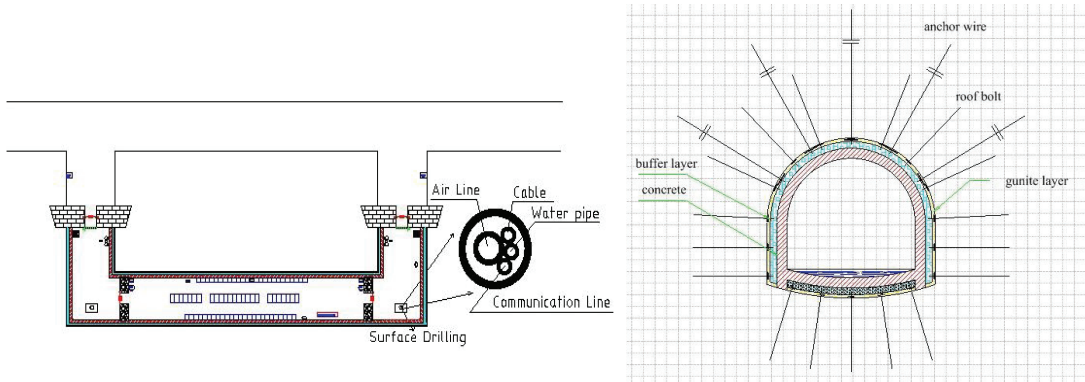 Air Line
Cable
Water pipe
Communication Line
Surface Drilling
anchor wire
roof bolt
buffer layer
concrete
gunite layer